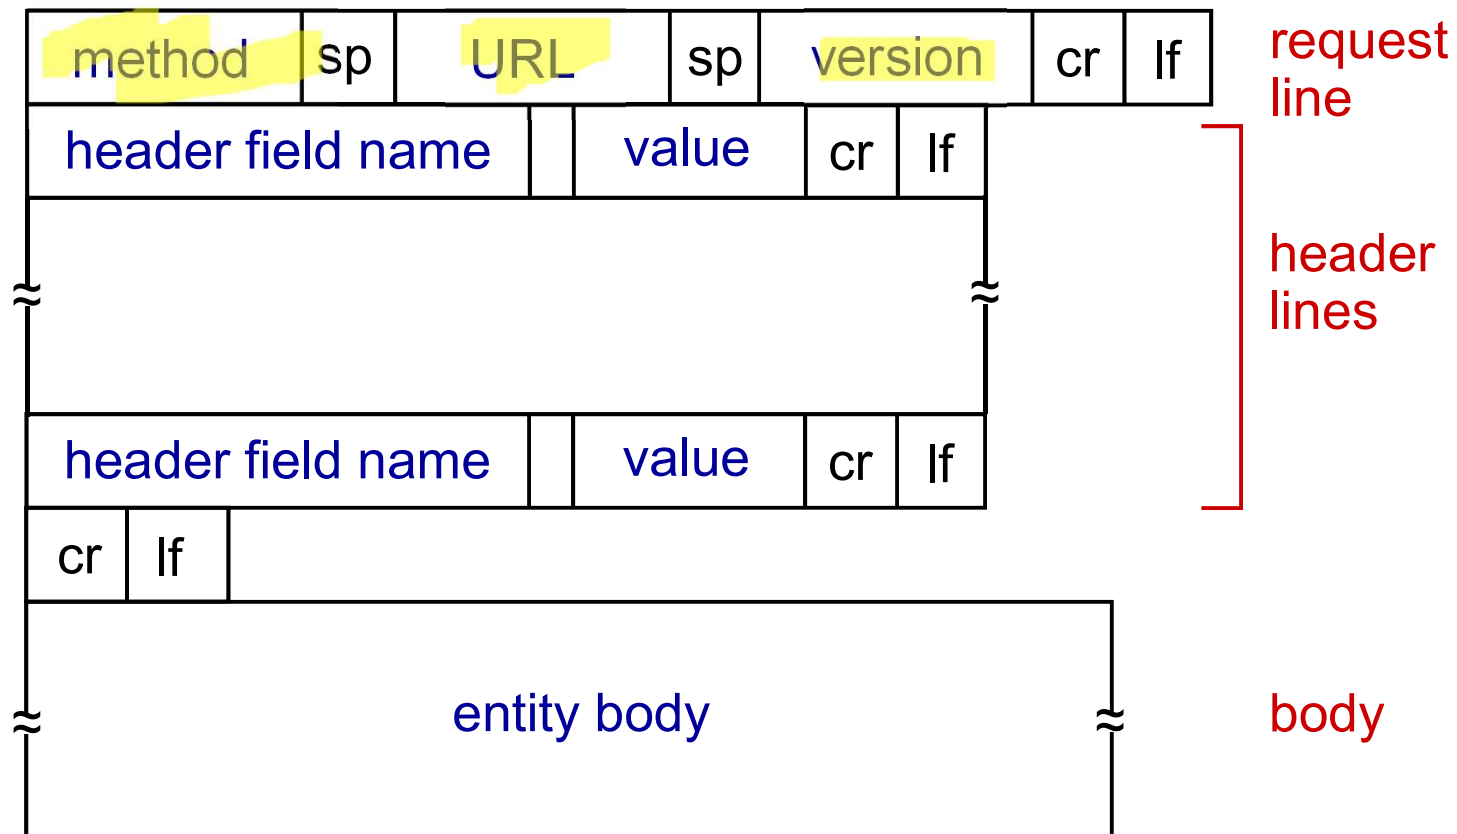 method sp URL sp version cr lf
request
line
header field name value cr lf
header
lines
header field name value cr lf
cr lf
entity body
body